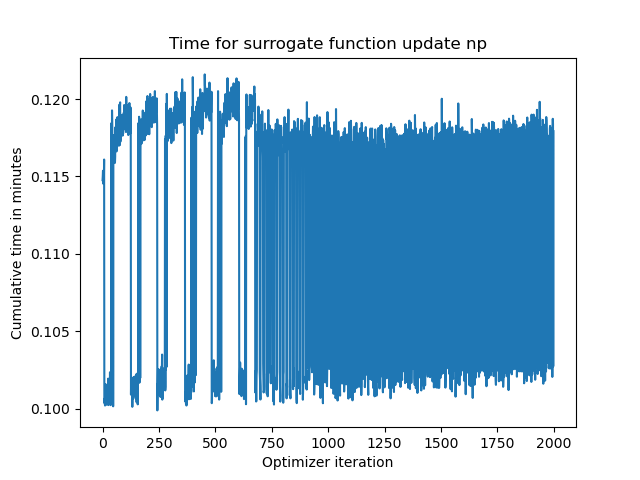 Time for surrogate function update np
Cumulative time in minutes
0.120
0.115
0.110
0.105
0.100
0 250 500 750 1000 1250 1500 1750 2000
Optimizer iteration